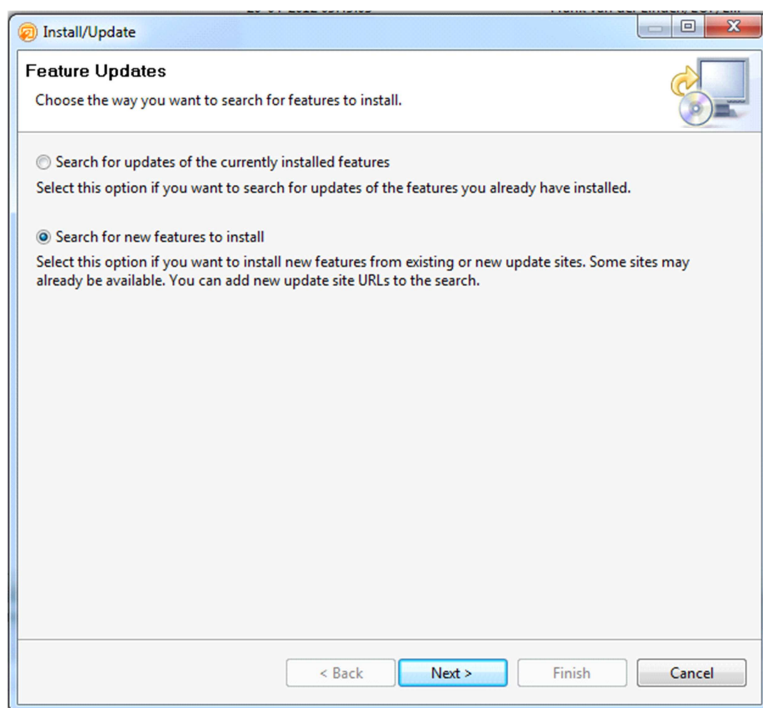 Install/Update
Feature Updates
Choose the way you want to search for features to install.
Search for updates of the currently installed features
Select this option if you want to search for updates of the features you already have installed.
Search for new features to install
Select this option if you want to install new features from existing or new update sites. Some sites may
already be available. You can add new update site URLs to the search.
< Back
Next >
Finish
Cancel